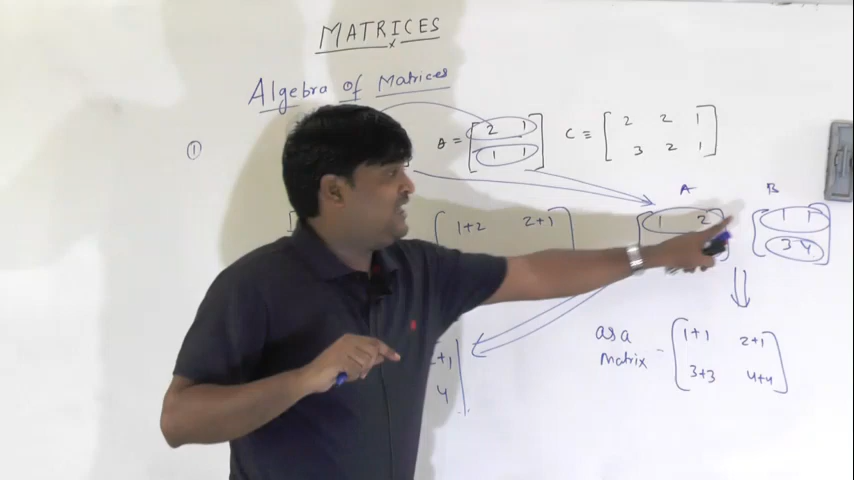 MATRICES
Algebra of Matrices
①
A = [2 1
1 1]
C = [2 2 1
3 2 1]
A B
[1+2 2+1
[1 2
[1 1
3 4]
as a
matrix - [1+1 2+1
3+3 4+4]
+1
4